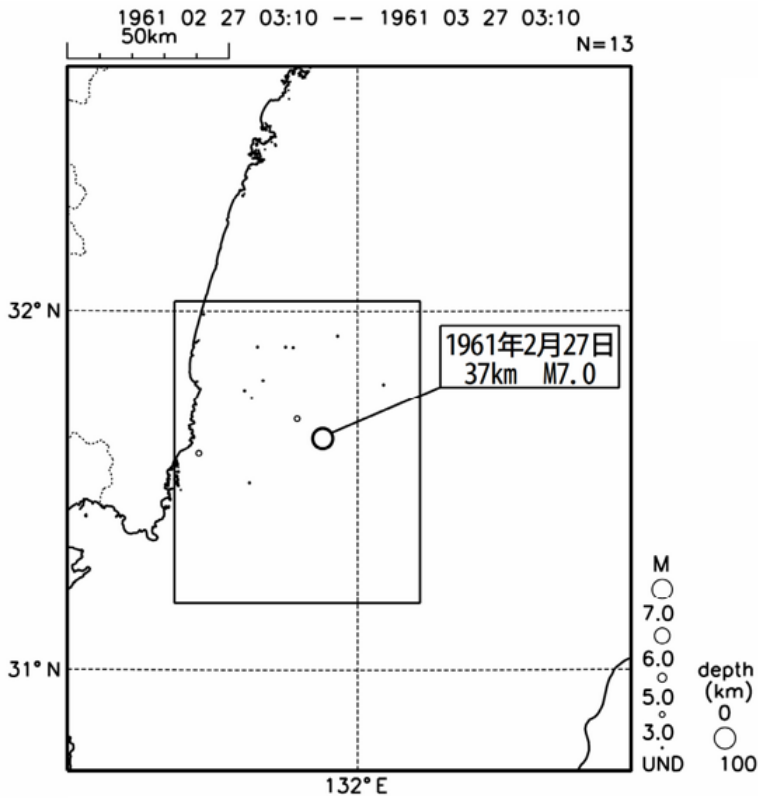 1961 02 27 03:10 -- 1961 03 27 03:10
50km
N=13
32°N
1961年2月27日
37km M7.0
31°N
132°E
M
7.0
6.0
5.0
3.0
UND
depth
(km)
0
100